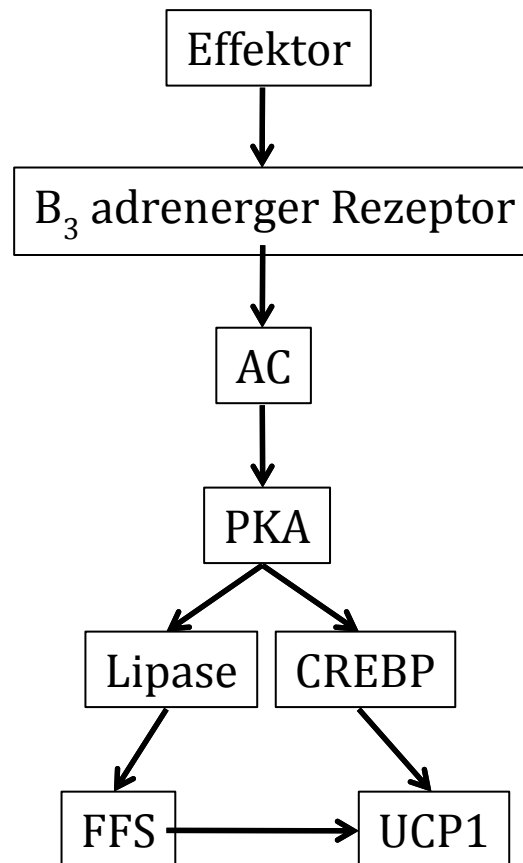 Effektor
B₃ adrenerger Rezeptor
AC
PKA
Lipase
CREBP
FFS
UCP1